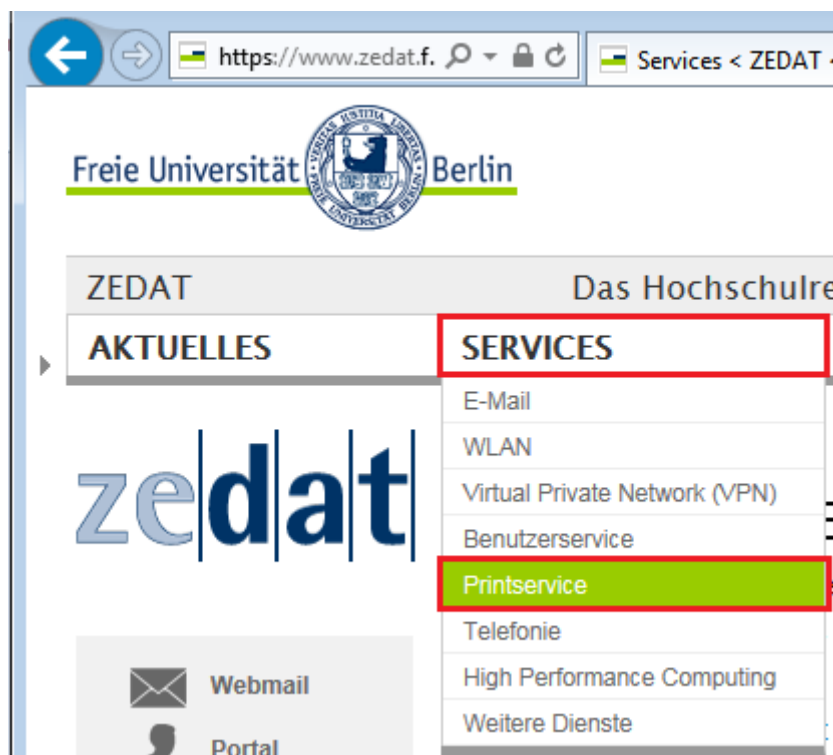 https://www.zedat.f.
Services < ZEDAT
Freie Universität Berlin
ZEDAT
Das Hochschulre
AKTUELLES
SERVICES
E-Mail
WLAN
Virtual Private Network (VPN)
Benutzerservice
Printservice
Telefonie
High Performance Computing
Weitere Dienste
zedat
Webmail
Portal